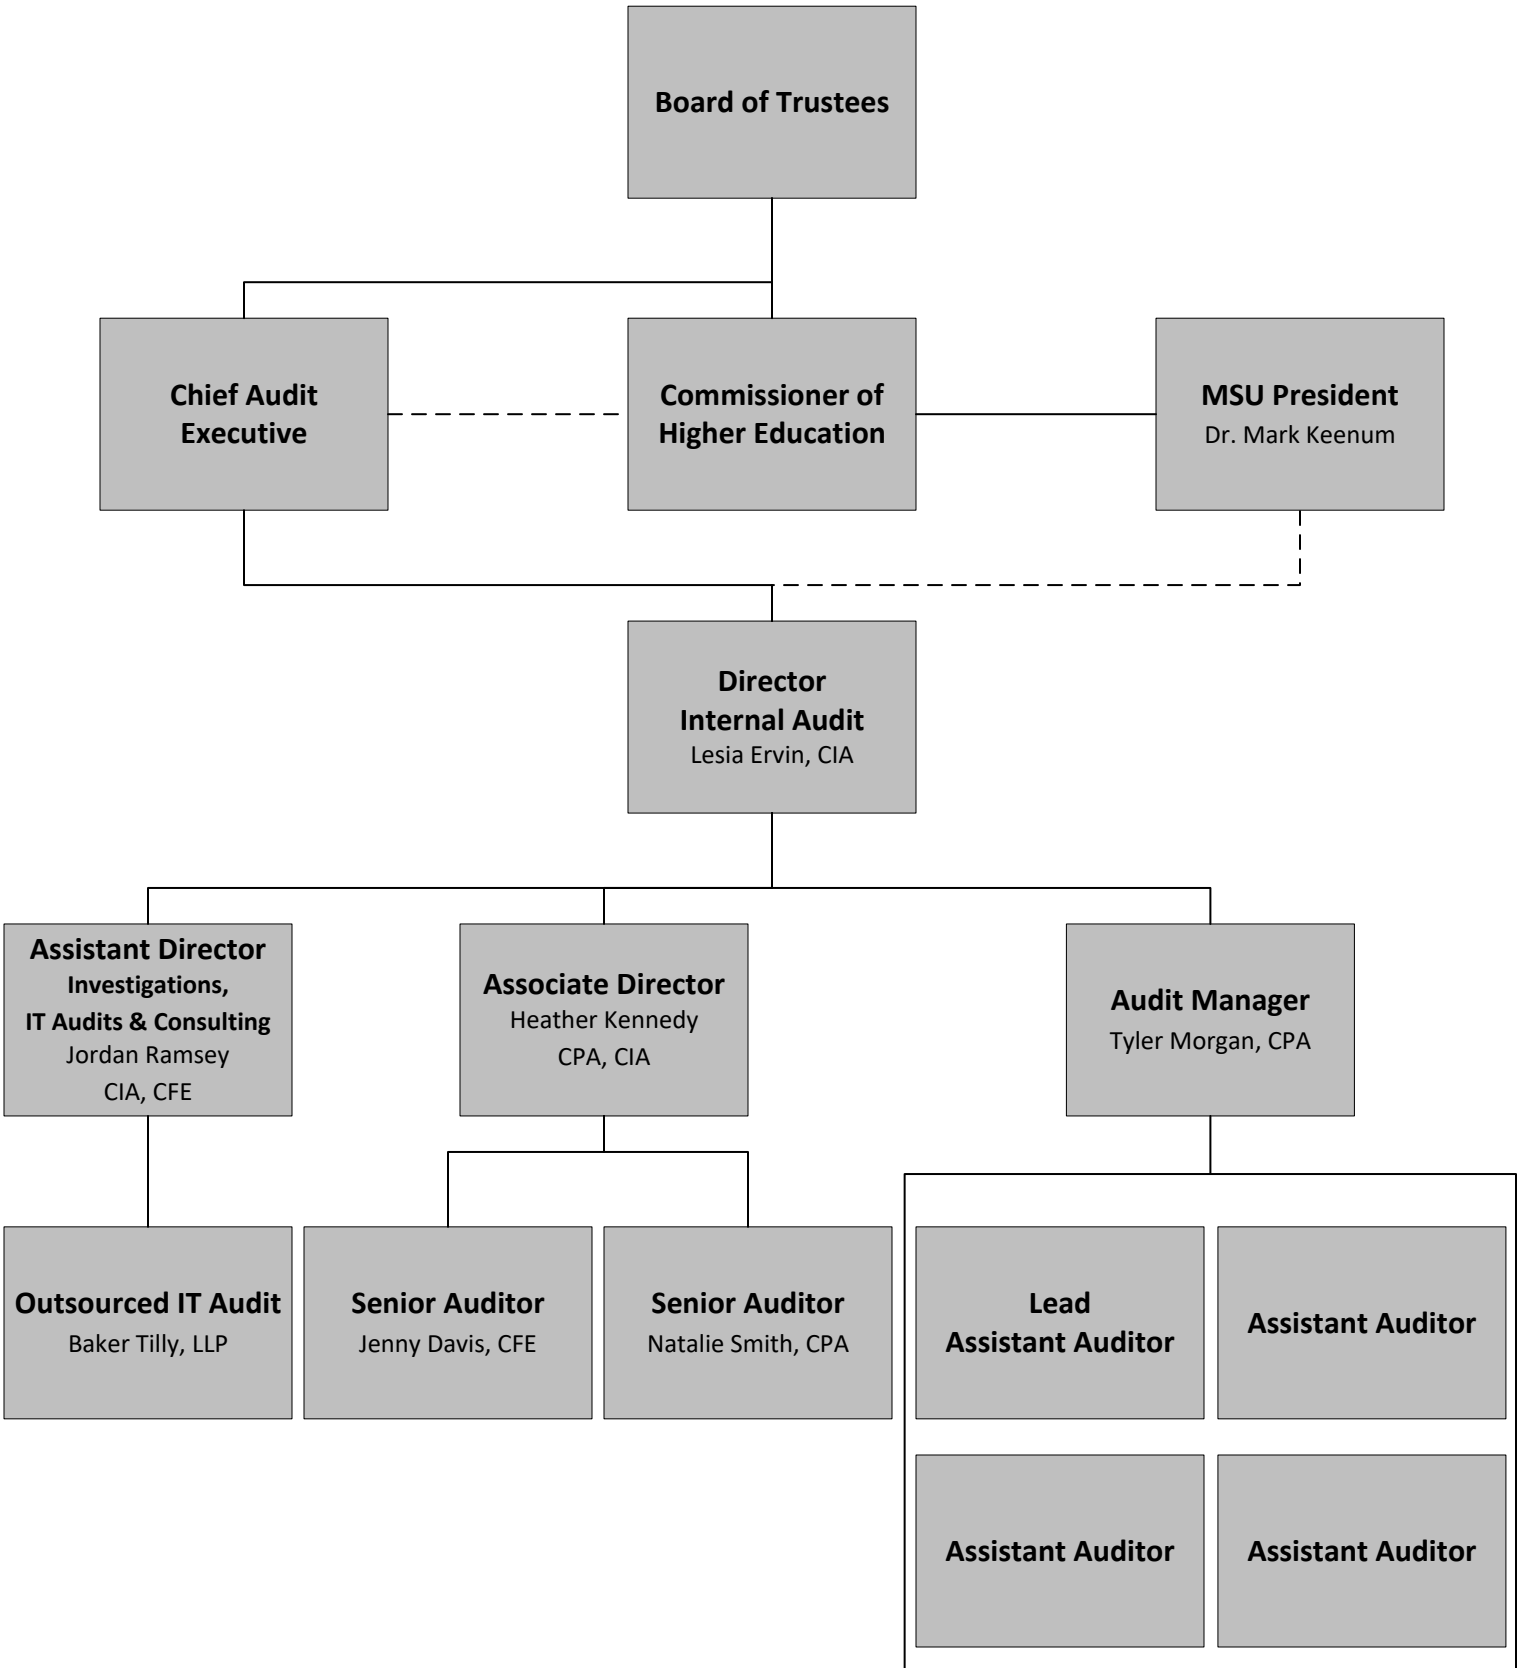 Board of Trustees
Chief Audit
Executive
Commissioner of
Higher Education
MSU President
Dr. Mark Keenum
Director
Internal Audit
Lesia Ervin, CIA
Assistant Director
Investigations,
IT Audits & Consulting
Jordan Ramsey
CIA, CFE
Associate Director
Heather Kennedy
CPA, CIA
Audit Manager
Tyler Morgan, CPA
Outsourced IT Audit
Baker Tilly, LLP
Senior Auditor
Jenny Davis, CFE
Senior Auditor
Natalie Smith, CPA
Lead
Assistant Auditor
Assistant Auditor
Assistant Auditor
Assistant Auditor